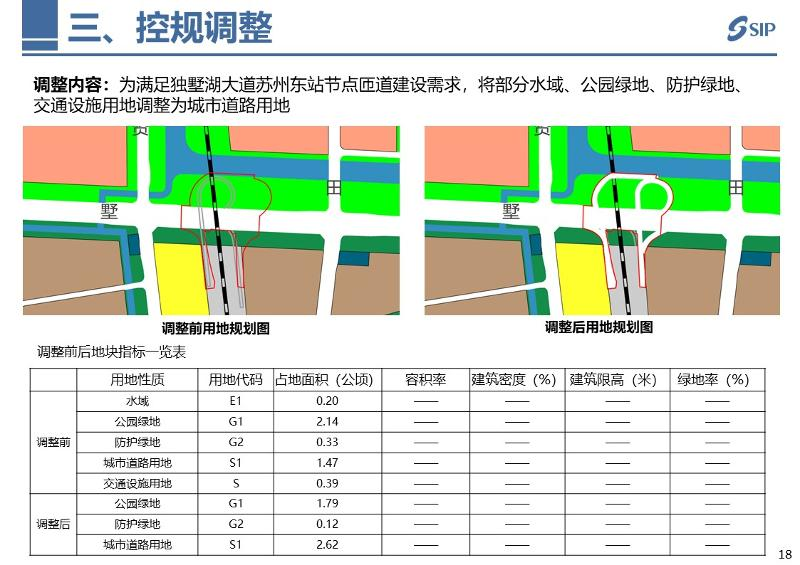 三、控规调整
SIP
调整内容：为满足独墅湖大道苏州东站节点匝道建设需求，将部分水域、公园绿地、防护绿地、
交通设施用地调整为城市道路用地
墅
田
墅
田
调整前用地规划图
调整后用地规划图
调整前后地块指标一览表
用地性质 用地代码 占地面积（公顷） 容积率 建筑密度（%） 建筑限高（米） 绿地率（%）
调整前
水域 E1 0.20 —— —— —— ——
公园绿地 G1 2.14 —— —— —— ——
防护绿地 G2 0.33 —— —— —— ——
城市道路用地 S1 1.47 —— —— —— ——
交通设施用地 S 0.39 —— —— —— ——
调整后
公园绿地 G1 1.79 —— —— —— ——
防护绿地 G2 0.12 —— —— —— ——
城市道路用地 S1 2.62 —— —— —— ——
18